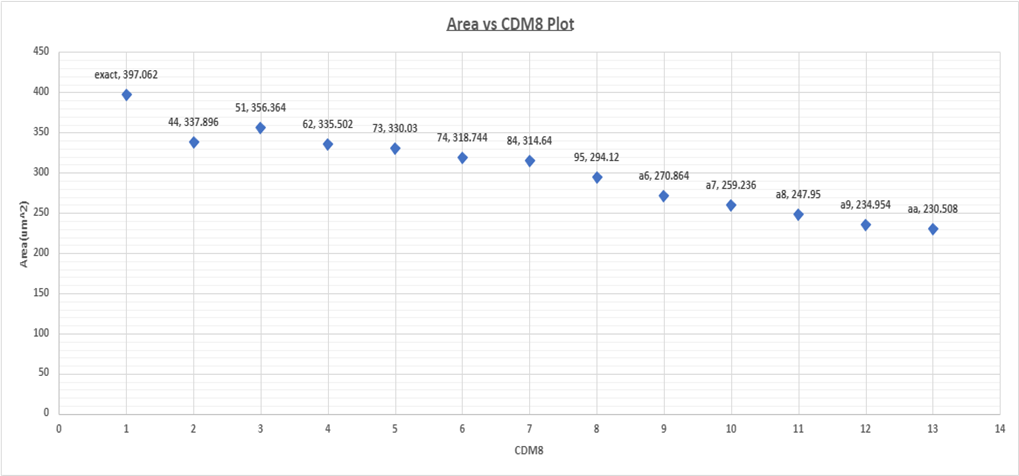 Area vs CDM8 Plot
450
400
350
300
250
200
150
100
50
0
Area(um^2)
exact, 397.062
44, 337.896
51, 356.364
62, 335.502
73, 330.03
74, 318.744
84, 314.64
95, 294.12
a6, 270.864
a7, 259.236
a8, 247.95
a9, 234.954
aa, 230.508
0 1 2 3 4 5 6 7 8 9 10 11 12 13 14
CDM8